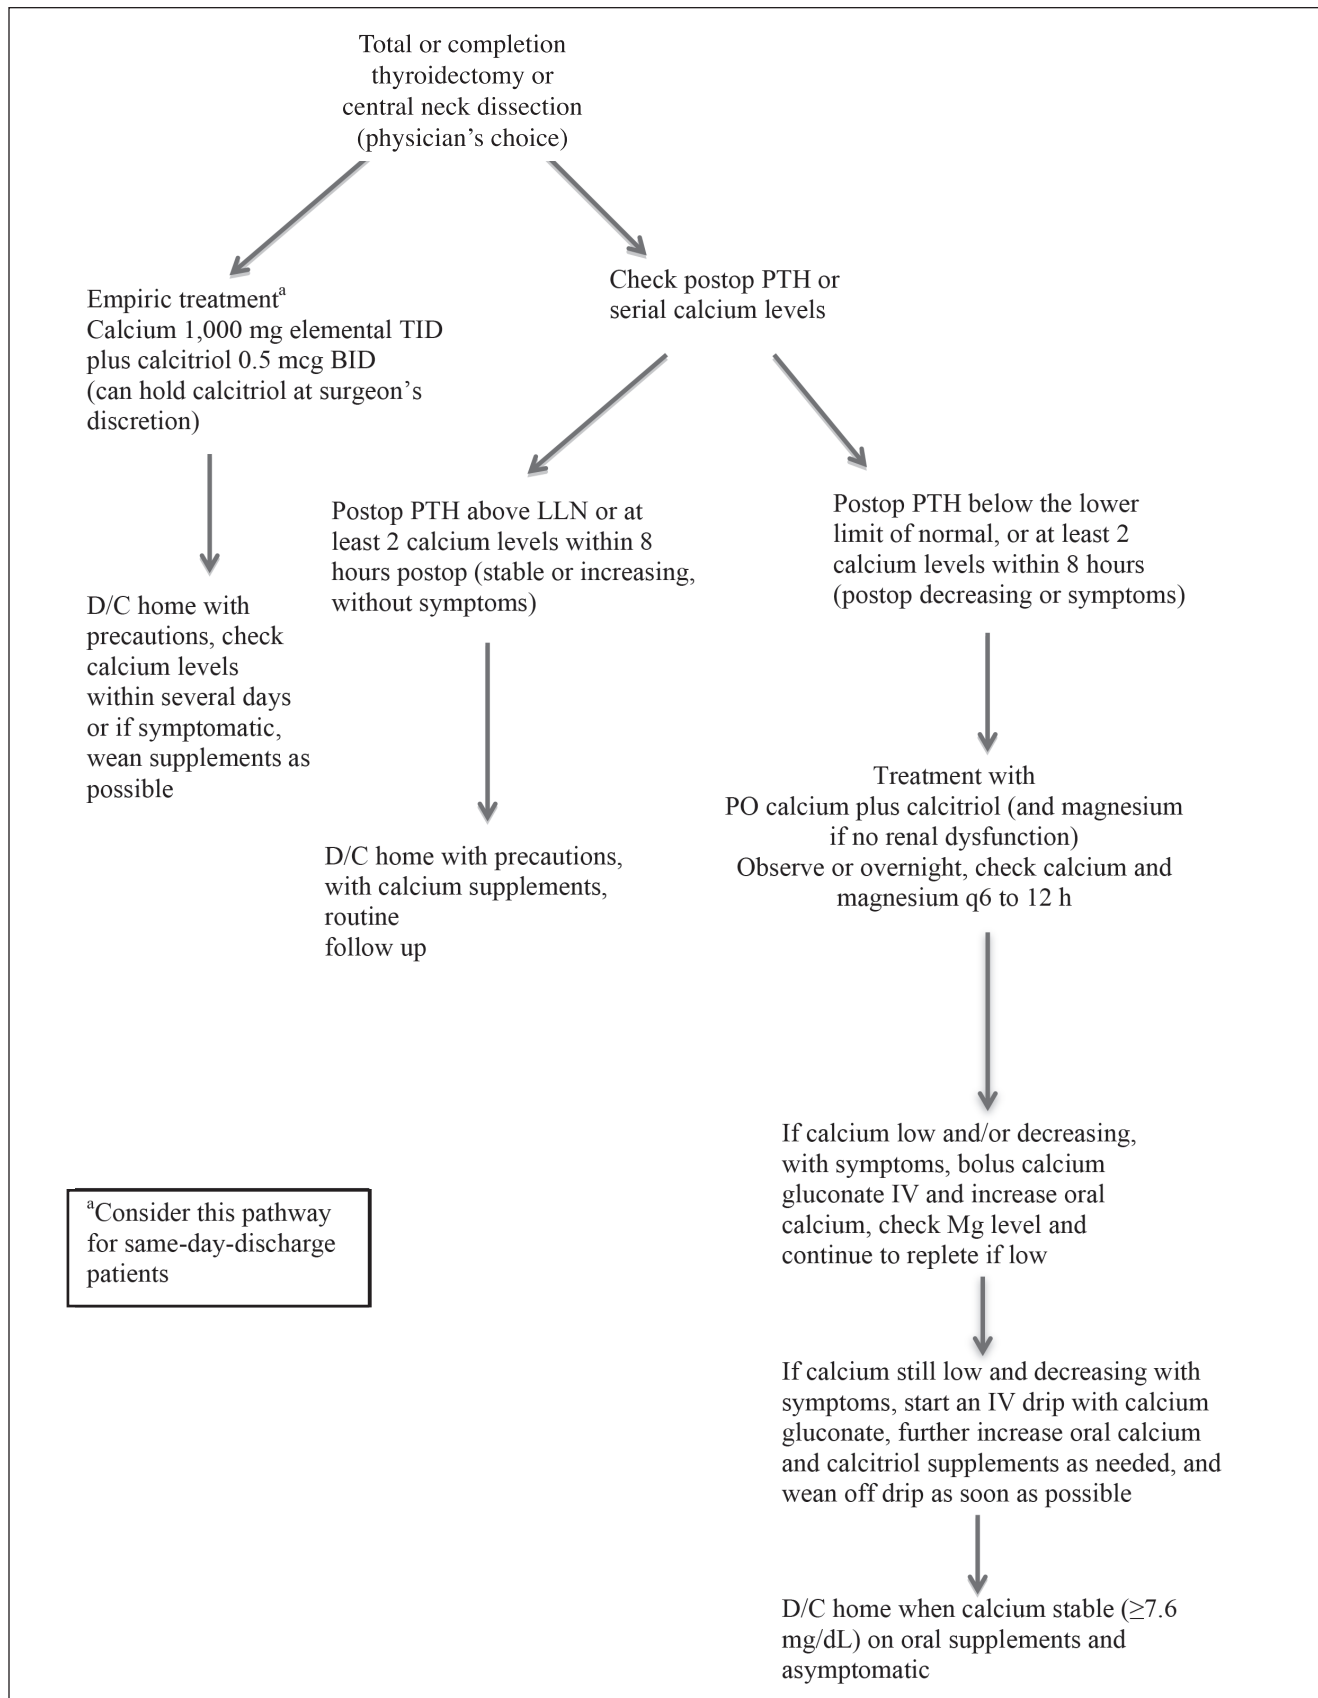 Total or completion
thyroidectomy or
central neck dissection
(physician’s choice)
Empiric treatmentᵃ
Calcium 1,000 mg elemental TID
plus calcitriol 0.5 mcg BID
(can hold calcitriol at surgeon’s
discretion)
D/C home with
precautions, check
calcium levels
within several days
or if symptomatic,
wean supplements as
possible
Check postop PTH or
serial calcium levels
Postop PTH above LLN or at
least 2 calcium levels within 8
hours postop (stable or increasing,
without symptoms)
D/C home with precautions,
with calcium supplements,
routine
follow up
Postop PTH below the lower
limit of normal, or at least 2
calcium levels within 8 hours
(postop decreasing or symptoms)
Treatment with
PO calcium plus calcitriol (and magnesium
if no renal dysfunction)
Observe or overnight, check calcium and
magnesium q6 to 12 h
If calcium low and/or decreasing,
with symptoms, bolus calcium
gluconate IV and increase oral
calcium, check Mg level and
continue to replete if low
If calcium still low and decreasing with
symptoms, start an IV drip with calcium
gluconate, further increase oral calcium
and calcitriol supplements as needed, and
wean off drip as soon as possible
D/C home when calcium stable (≥7.6
mg/dL) on oral supplements and
asymptomatic
ᵃConsider this pathway
for same-day-discharge
patients